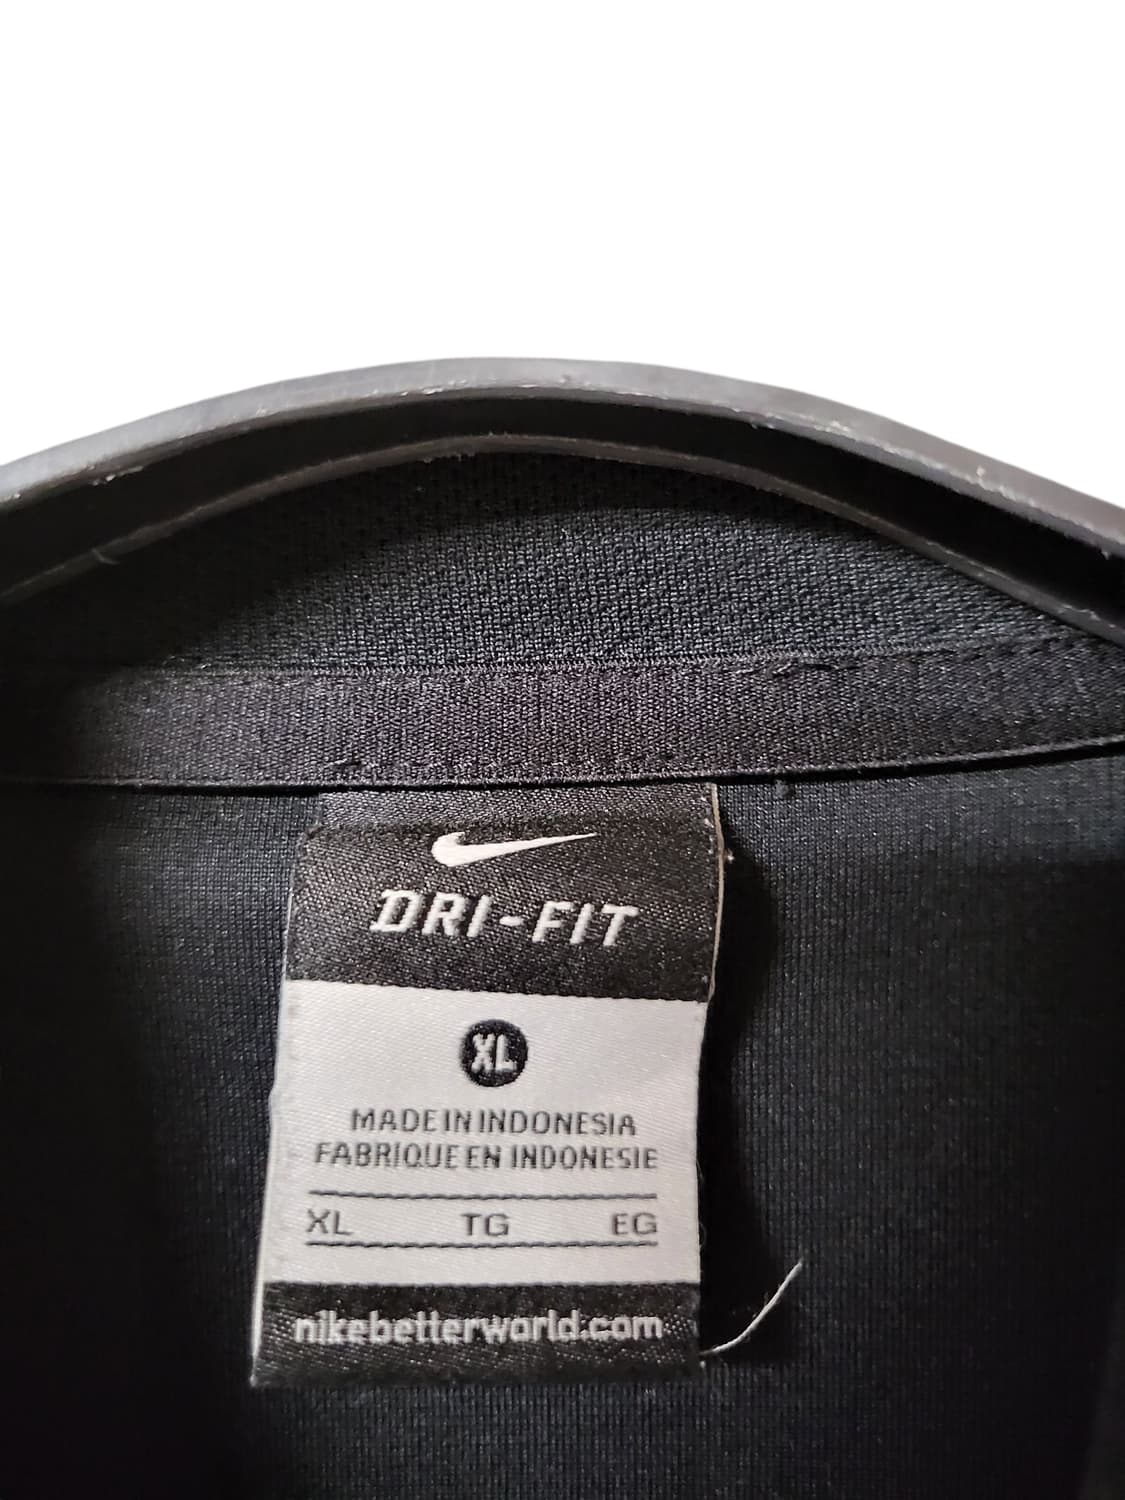 DRI-FIT
XL
MADE IN INDONESIA
FABRIQUE EN INDONESIE
XL TG EG
nikebetterworld.com